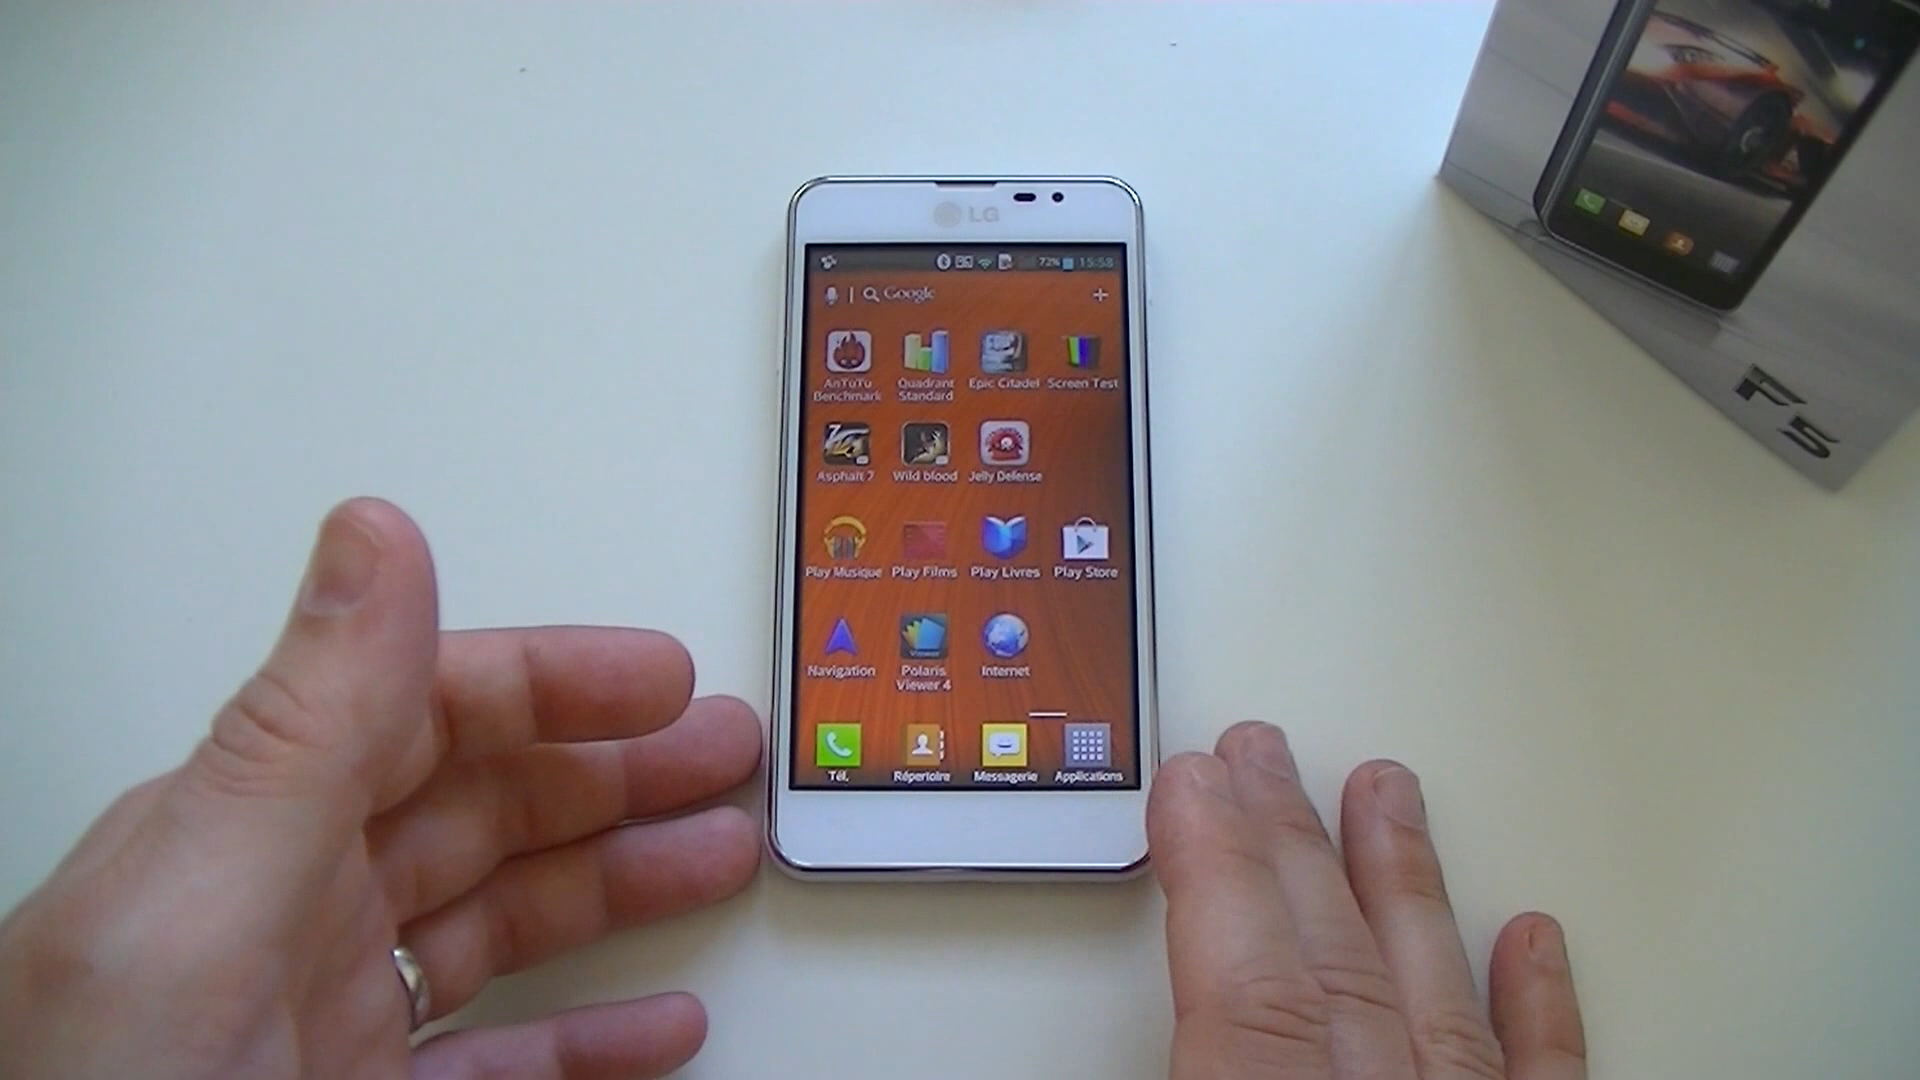 LG
72% 15:58
Google
AnTuTu Benchmark
Quadrant Standard
Epic Citadel
Screen Test
Asphalt 7
Wild blood
Jelly Defense
Play Musique
Play Films
Play Livres
Play Store
Navigation
Polaris Viewer 4
Internet
Tél.
Répertoire
Messagerie
Applications
F5